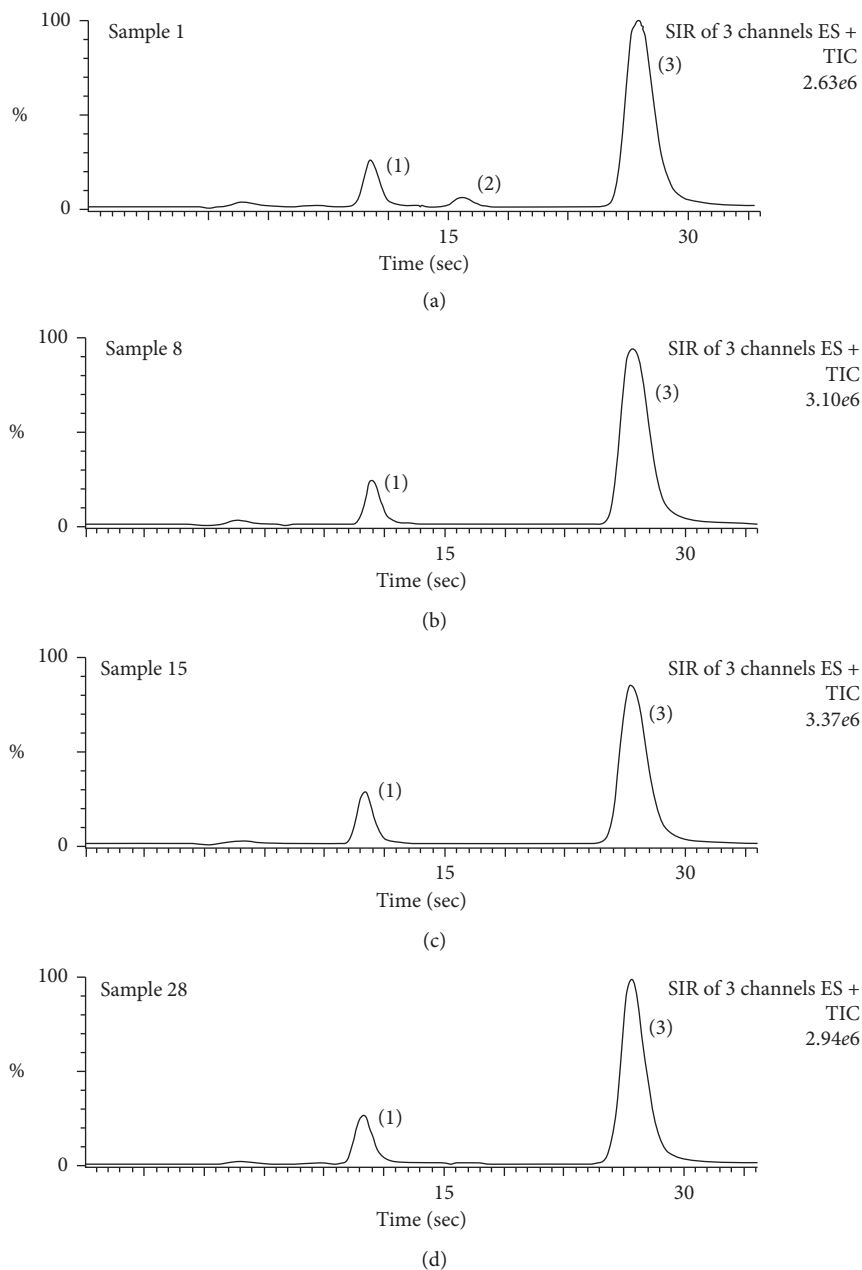 100
Sample 1
SIR of 3 channels ES +
TIC
2.63e6
(3)
%
(1)
(2)
0
15
30
Time (sec)
(a)
100
Sample 8
SIR of 3 channels ES +
TIC
3.10e6
(3)
%
(1)
0
15
30
Time (sec)
(b)
100
Sample 15
SIR of 3 channels ES +
TIC
3.37e6
(3)
%
(1)
0
15
30
Time (sec)
(c)
100
Sample 28
SIR of 3 channels ES +
TIC
2.94e6
(3)
%
(1)
0
15
30
Time (sec)
(d)